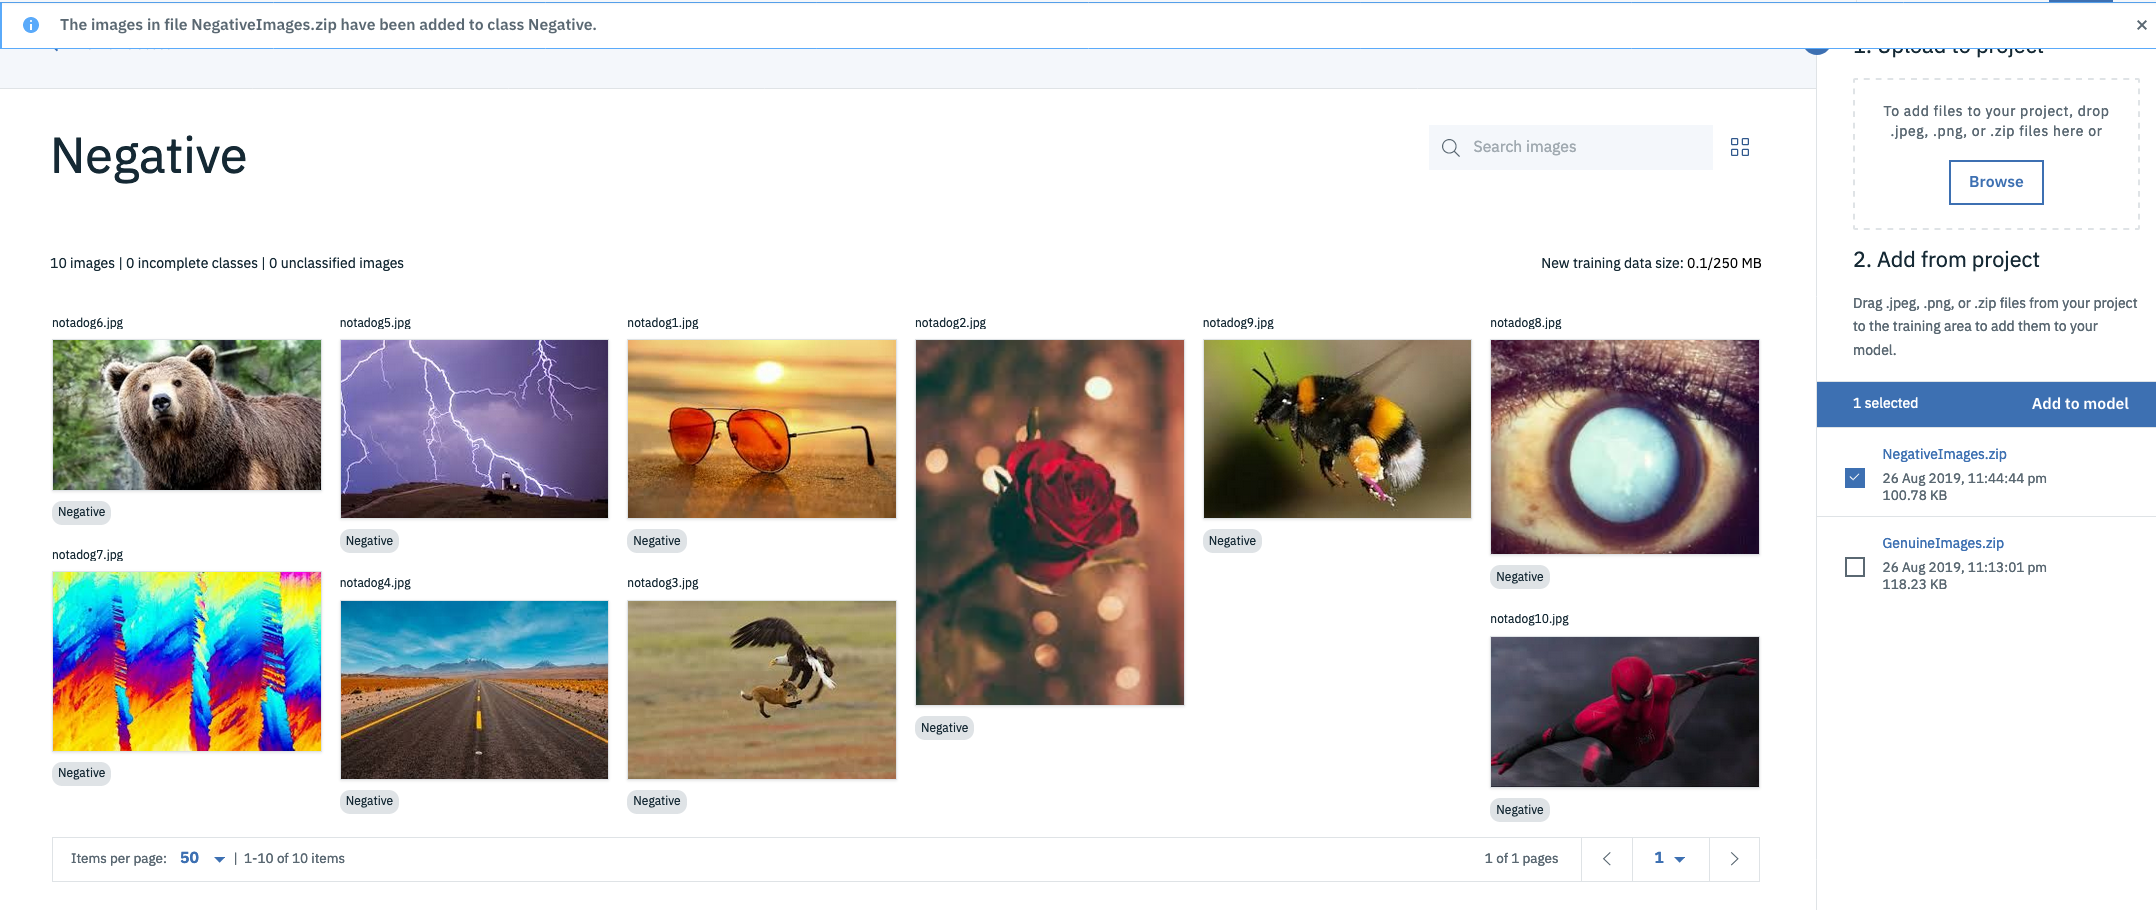 The images in file NegativeImages.zip have been added to class Negative.
1. Upload to project
To add files to your project, drop
.jpeg, .png, or .zip files here or
Browse
Negative
Search images
10 images | 0 incomplete classes | 0 unclassified images
New training data size: 0.1/250 MB
2. Add from project
Drag .jpeg, .png, or .zip files from your project
to the training area to add them to your
model.
1 selected
Add to model
NegativeImages.zip
26 Aug 2019, 11:44:44 pm
100.78 KB
GenuineImages.zip
26 Aug 2019, 11:13:01 pm
118.23 KB
notadog6.jpg
Negative
notadog5.jpg
Negative
notadog1.jpg
Negative
notadog2.jpg
Negative
notadog9.jpg
Negative
notadog8.jpg
Negative
notadog7.jpg
Negative
notadog4.jpg
Negative
notadog3.jpg
Negative
notadog10.jpg
Negative
Items per page: 50 | 1-10 of 10 items
1 of 1 pages
1